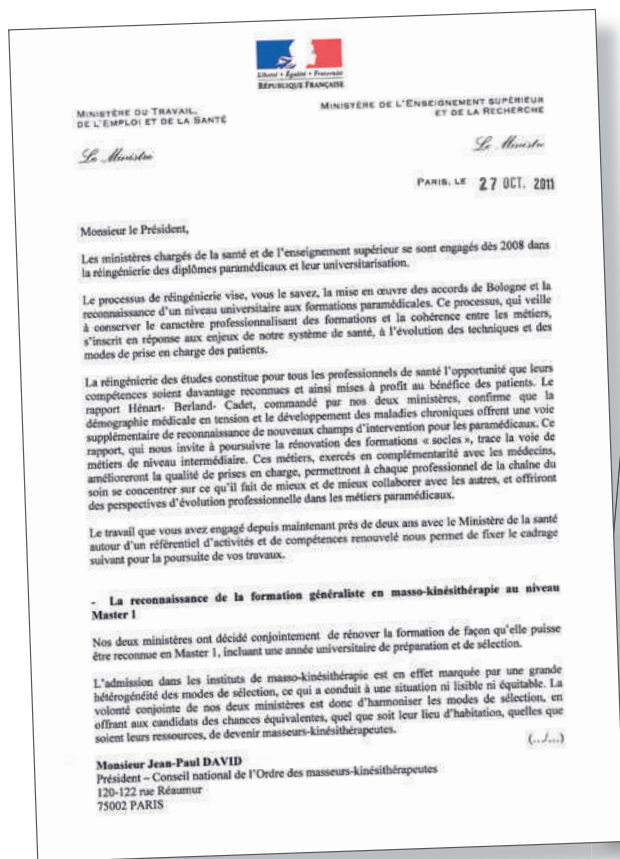 Liberté • Égalité • Fraternité
RÉPUBLIQUE FRANÇAISE
MINISTÈRE DU TRAVAIL,
DE L'EMPLOI ET DE LA SANTÉ
Le Ministre
MINISTÈRE DE L'ENSEIGNEMENT SUPÉRIEUR
ET DE LA RECHERCHE
Le Ministre
PARIS, LE 27 OCT. 2011
Monsieur le Président,
Les ministères chargés de la santé et de l'enseignement supérieur se sont engagés dès 2008 dans
la réingénierie des diplômes paramédicaux et leur universitarisation.
Le processus de réingénierie vise, vous le savez, la mise en œuvre des accords de Bologne et la
reconnaissance d'un niveau universitaire aux formations paramédicales. Ce processus, qui veille
à conserver le caractère professionnalisant des formations et la cohérence entre les métiers,
s'inscrit en réponse aux enjeux de notre système de santé, à l'évolution des techniques et des
modes de prise en charge des patients.
La réingénierie des études constitue pour tous les professionnels de santé l'opportunité que leurs
compétences soient davantage reconnues et ainsi mises à profit au bénéfice des patients. Le
rapport Hénart- Berland- Cadet, commandé par nos deux ministères, confirme que la
démographie médicale en tension et le développement des maladies chroniques offrent une voie
supplémentaire de reconnaissance de nouveaux champs d'intervention pour les paramédicaux. Ce
rapport, qui nous invite à poursuivre la rénovation des formations « socles », trace la voie de
métiers de niveau intermédiaire. Ces métiers, exercés en complémentarité avec les médecins,
amélioreront la qualité de prises en charge, permettront à chaque professionnel de la chaîne du
soin se concentrer sur ce qu'il fait de mieux et de mieux collaborer avec les autres, et offriront
des perspectives d'évolution professionnelle dans les métiers paramédicaux.
Le travail que vous avez engagé depuis maintenant près de deux ans avec le Ministère de la santé
autour d'un référentiel d'activités et de compétences renouvelé nous permet de fixer le cadrage
suivant pour la poursuite de vos travaux.
- La reconnaissance de la formation généraliste en masso-kinésithérapie au niveau
Master 1
Nos deux ministères ont décidé conjointement de rénover la formation de façon qu'elle puisse
être reconnue en Master 1, incluant une année universitaire de préparation et de sélection.
L'admission dans les instituts de masso-kinésithérapie est en effet marquée par une grande
hétérogénéité des modes de sélection, ce qui a conduit à une situation ni lisible ni équitable. La
volonté conjointe de nos deux ministères est donc d'harmoniser les modes de sélection, en
offrant aux candidats des chances équivalentes, quel que soit leur lieu d'habitation, quelles que
soient leurs ressources, de devenir masseurs-kinésithérapeutes.
(../...)
Monsieur Jean-Paul DAVID
Président – Conseil national de l'Ordre des masseurs-kinésithérapeutes
120-122 rue Réaumur
75002 PARIS